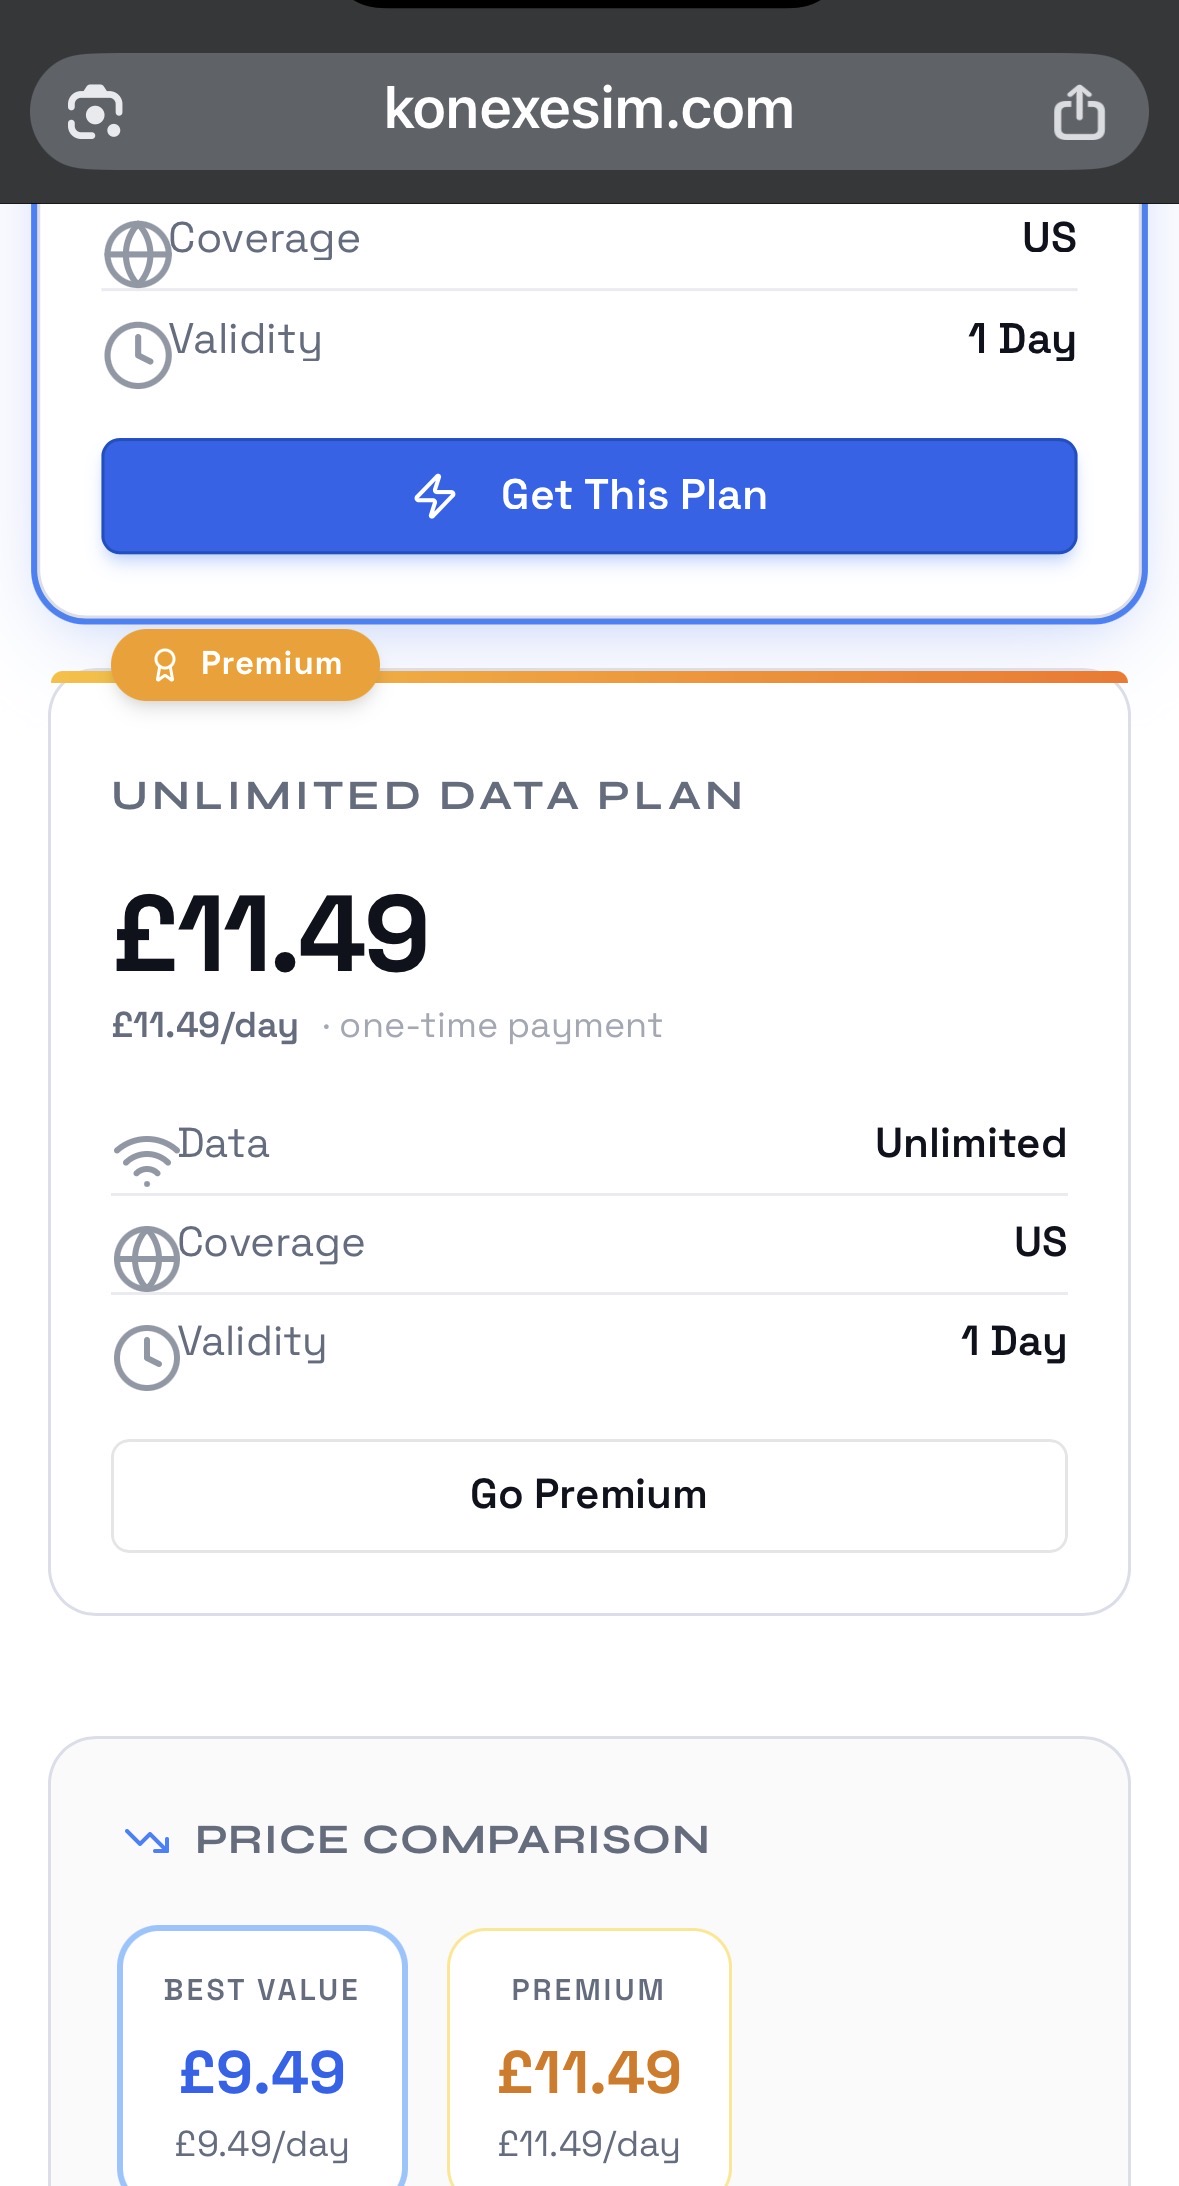 konexesim.com
Coverage US
Validity 1 Day
Get This Plan
Premium
UNLIMITED DATA PLAN
£11.49
£11.49/day · one-time payment
Data Unlimited
Coverage US
Validity 1 Day
Go Premium
PRICE COMPARISON
BEST VALUE PREMIUM
£9.49 £11.49
£9.49/day £11.49/day